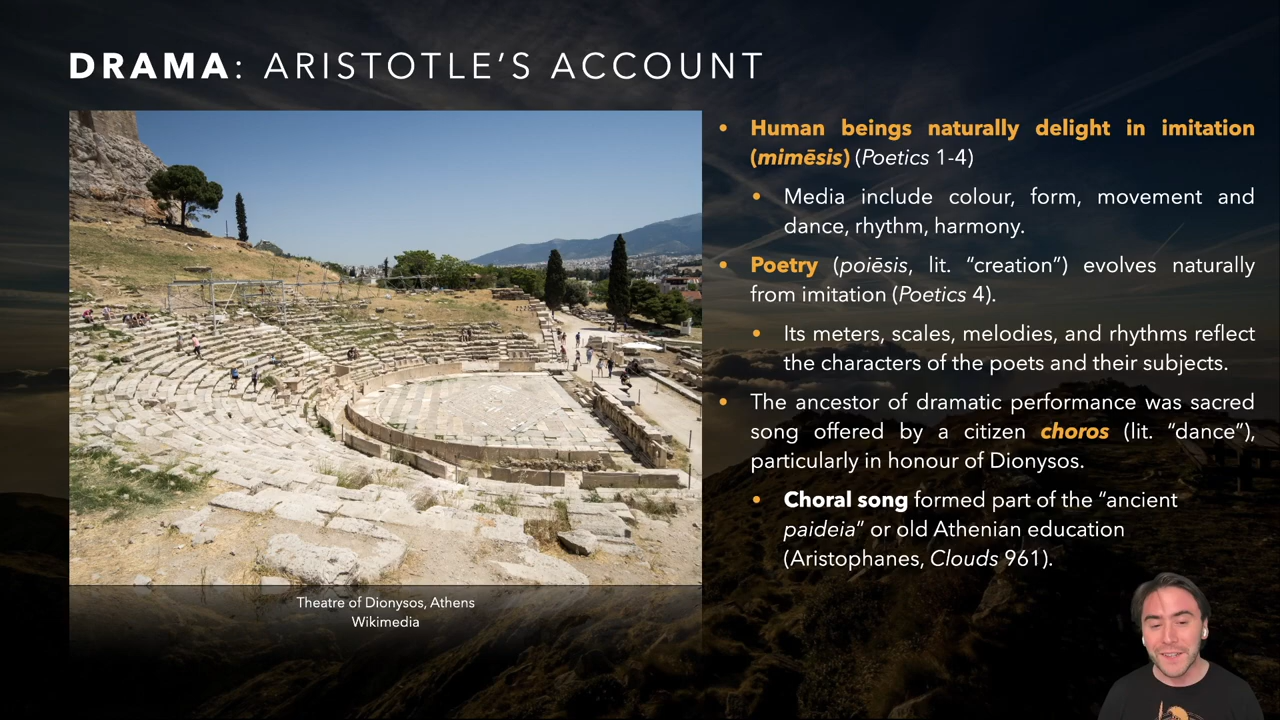 DRAMA: ARISTOTLE'S ACCOUNT
• Human beings naturally delight in imitation
(mimēsis) (Poetics 1-4)
• Media include colour, form, movement and
dance, rhythm, harmony.
• Poetry (poiēsis, lit. “creation”) evolves naturally
from imitation (Poetics 4).
• Its meters, scales, melodies, and rhythms reflect
the characters of the poets and their subjects.
• The ancestor of dramatic performance was sacred
song offered by a citizen choros (lit. “dance”),
particularly in honour of Dionysos.
• Choral song formed part of the “ancient
paideia“ or old Athenian education
(Aristophanes, Clouds 961).
Theatre of Dionysos, Athens
Wikimedia